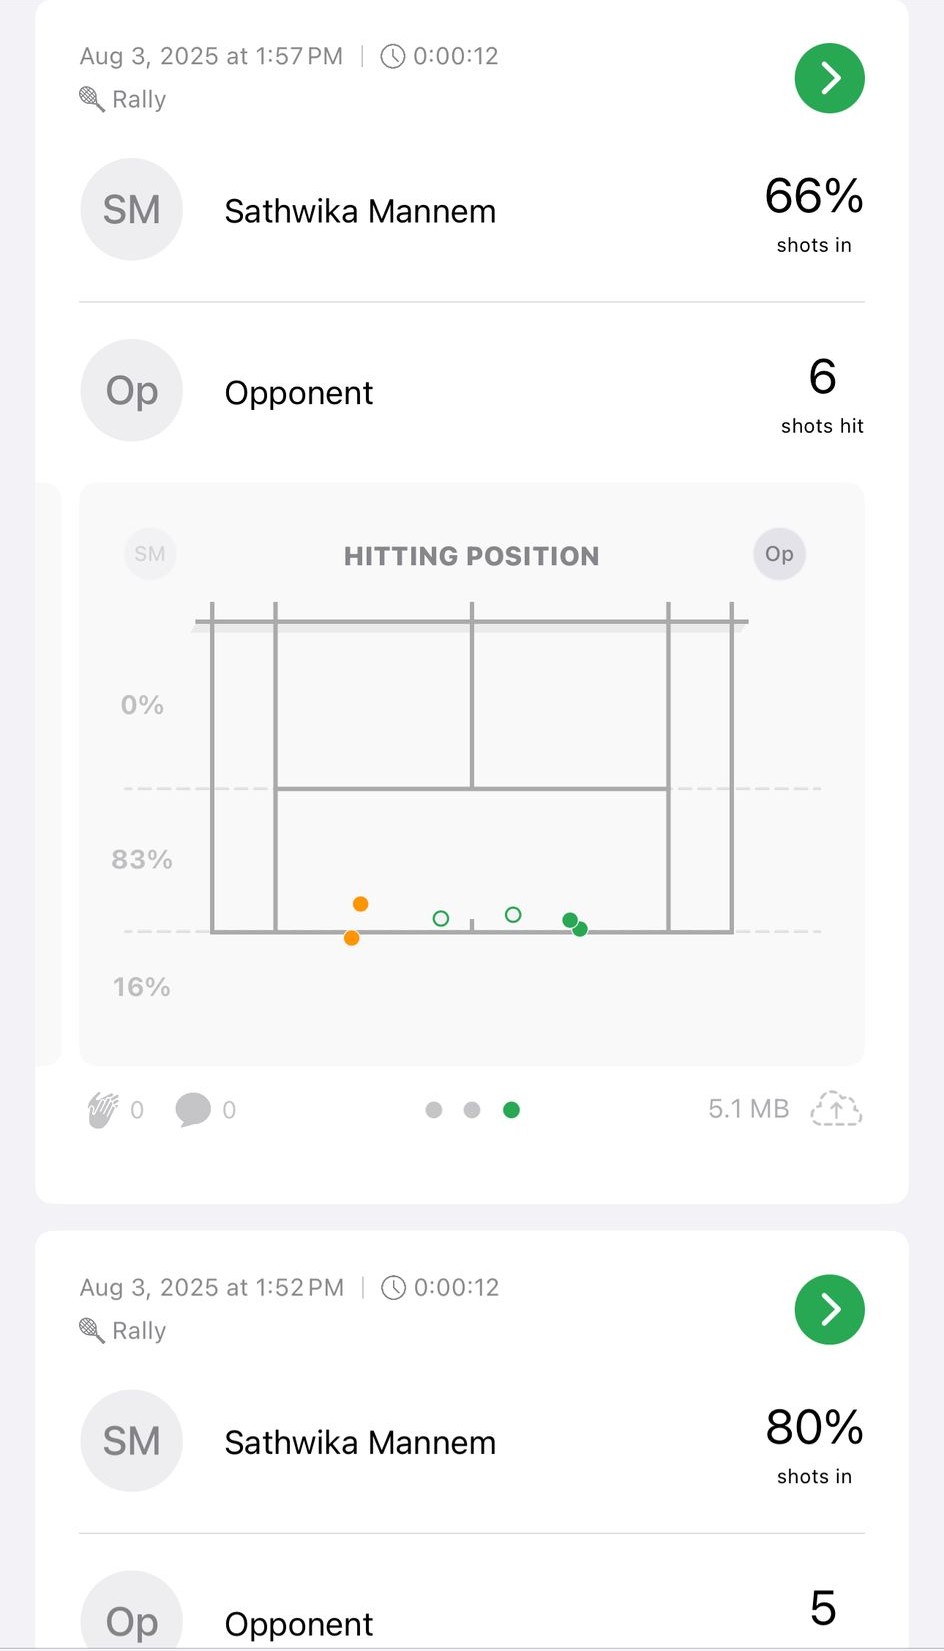 Aug 3, 2025 at 1:57 PM | 0:00:12
Rally
SM Sathwika Mannem 66%
shots in
Op Opponent 6
shots hit
SM HITTING POSITION Op
0%
83%
16%
0 0 5.1 MB
Aug 3, 2025 at 1:52 PM | 0:00:12
Rally
SM Sathwika Mannem 80%
shots in
Op Opponent 5